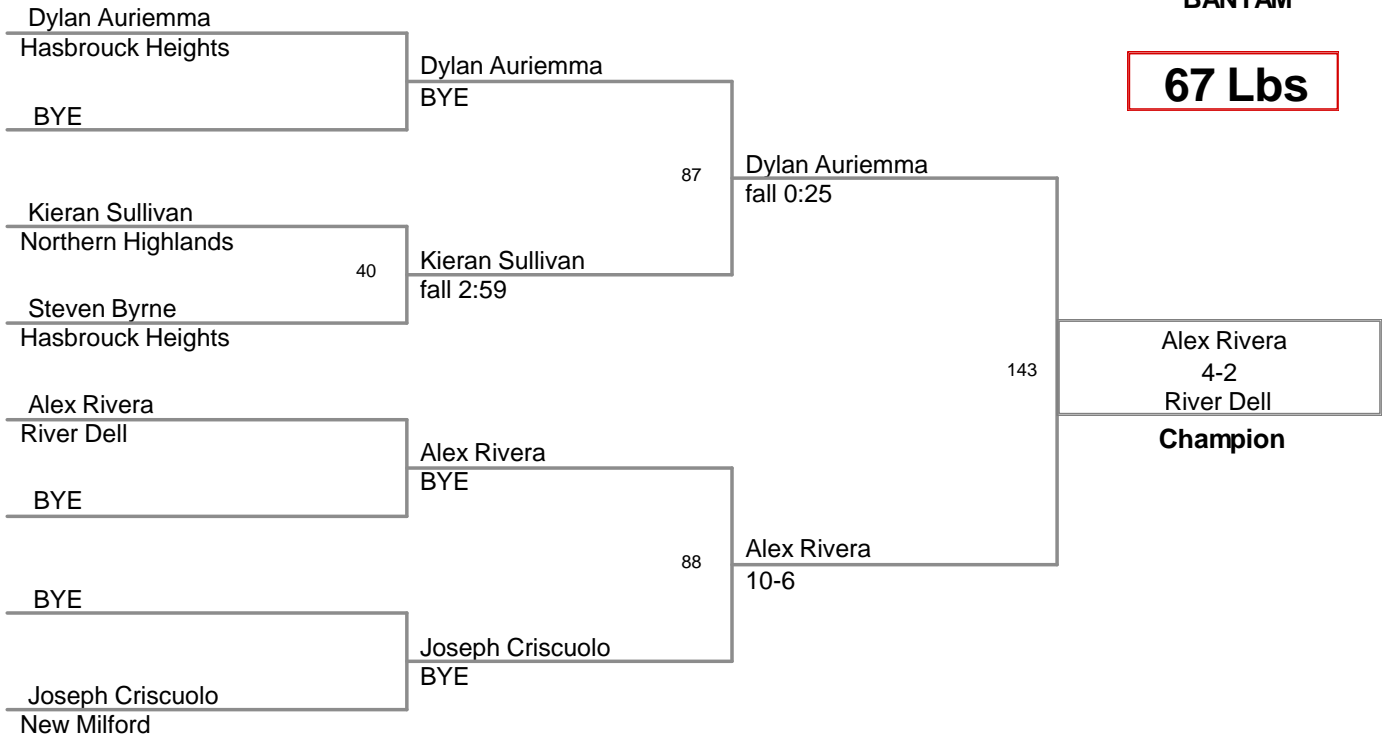 BANTAM
67 Lbs
Dylan Auriemma
Hasbrouck Heights
BYE
Kieran Sullivan
Northern Highlands
40
Steven Byrne
Hasbrouck Heights
Alex Rivera
River Dell
BYE
BYE
Joseph Criscuolo
New Milford
Dylan Auriemma
BYE
87
Kieran Sullivan
fall 2:59
Alex Rivera
BYE
88
Joseph Criscuolo
BYE
Dylan Auriemma
fall 0:25
143
Alex Rivera
10-6
Alex Rivera
4-2
River Dell
Champion